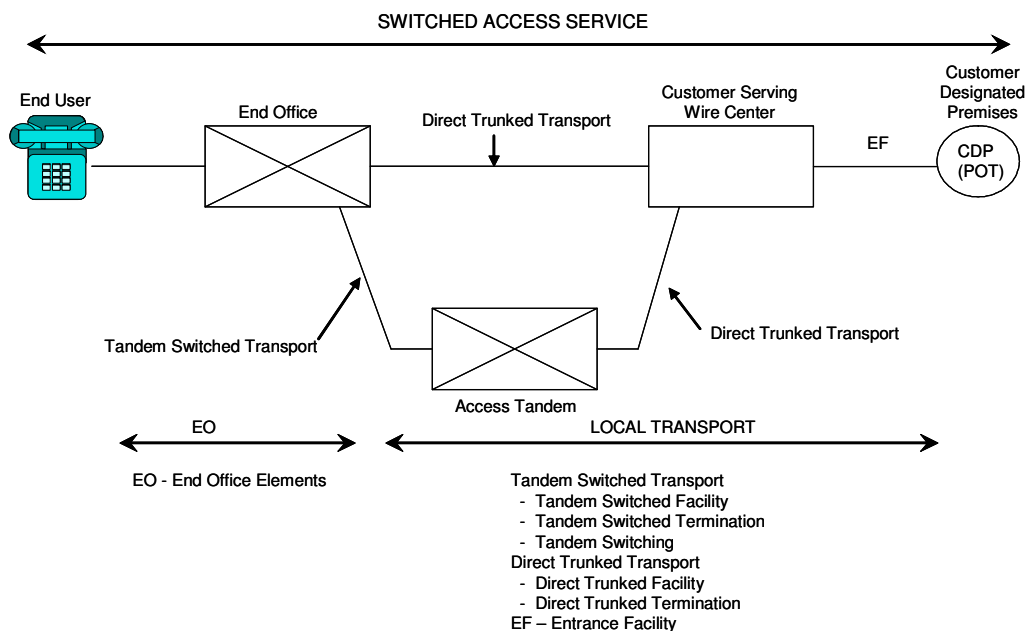 SWITCHED ACCESS SERVICE
End User
End Office
Direct Trunked Transport
Customer Serving
Wire Center
EF
Customer
Designated
Premises
CDP
(POT)
Tandem Switched Transport
Access Tandem
Direct Trunked Transport
EO
LOCAL TRANSPORT
EO - End Office Elements
Tandem Switched Transport
- Tandem Switched Facility
- Tandem Switched Termination
- Tandem Switching
Direct Trunked Transport
- Direct Trunked Facility
- Direct Trunked Termination
EF – Entrance Facility